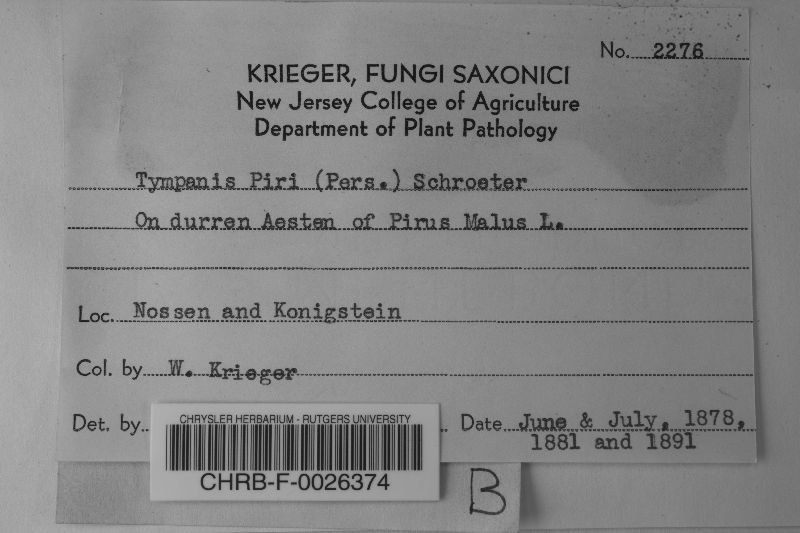 No. 2276
KRIEGER, FUNGI SAXONICI
New Jersey College of Agriculture
Department of Plant Pathology
Tympanis Piri (Pers.) Schroeter
On durren Aesten of Pirus Malus L.
Loc. Nossen and Konigstein
Col. by W. Krieger
Det. by
Date June & July, 1878,
1881 and 1891
CHRYSLER HERBARIUM - RUTGERS UNIVERSITY
CHRB-F-0026374
B